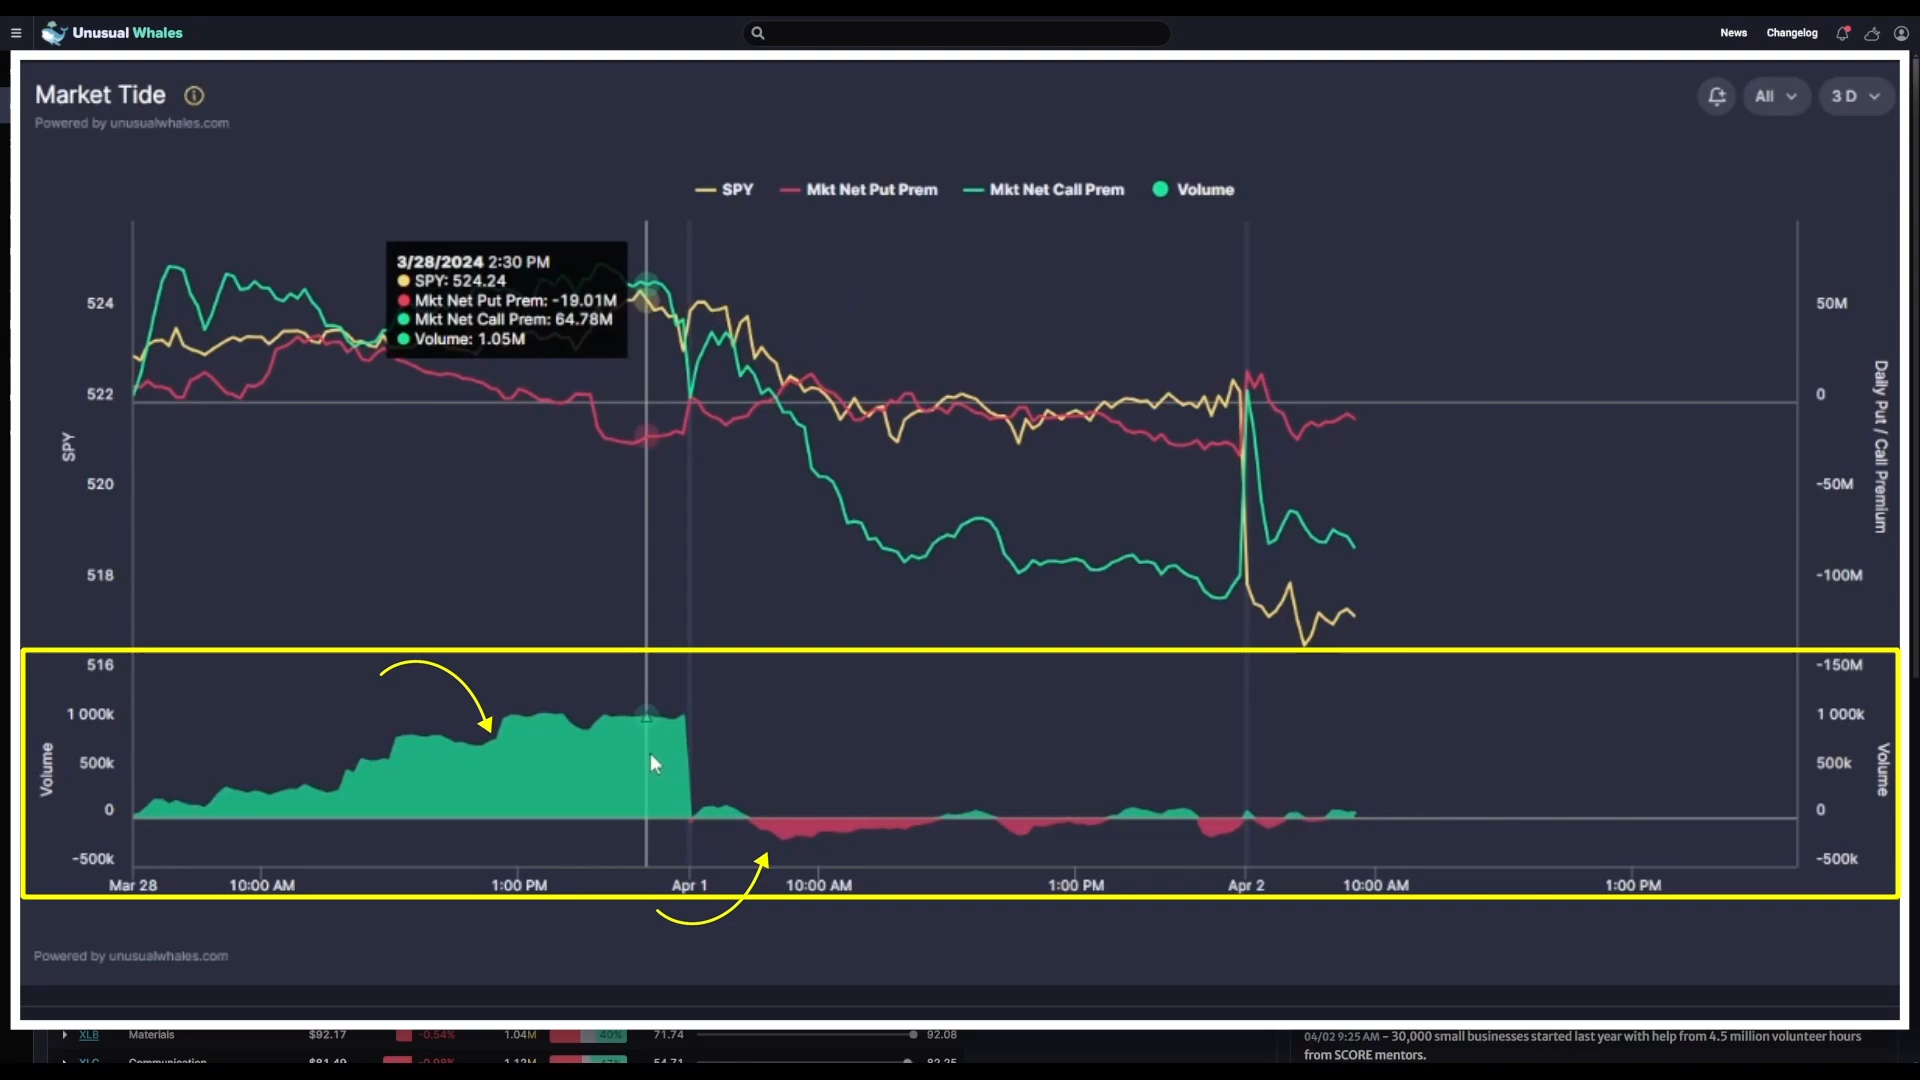 Unusual Whales
News
Changelog
Market Tide
Powered by unusualwhales.com
All
3 D
SPY
Mkt Net Put Prem
Mkt Net Call Prem
Volume
3/28/2024 2:30 PM
SPY: 524.24
Mkt Net Put Prem: -19.01M
Mkt Net Call Prem: 64.78M
Volume: 1.05M
524
522
520
518
516
SPY
50M
0
-50M
-100M
-150M
Daily Put / Call Premium
1 000k
500k
0
-500k
Volume
1 000k
500k
0
-500k
Volume
Mar 28
10:00 AM
1:00 PM
Apr 1
10:00 AM
1:00 PM
Apr 2
10:00 AM
1:00 PM
Powered by unusualwhales.com
XLB Materials $92.17 -0.54% 1.04M 40% 71.74 92.08
04/02 9:25 AM – 30,000 small businesses started last year with help from 4.5 million volunteer hours
from SCORE mentors.